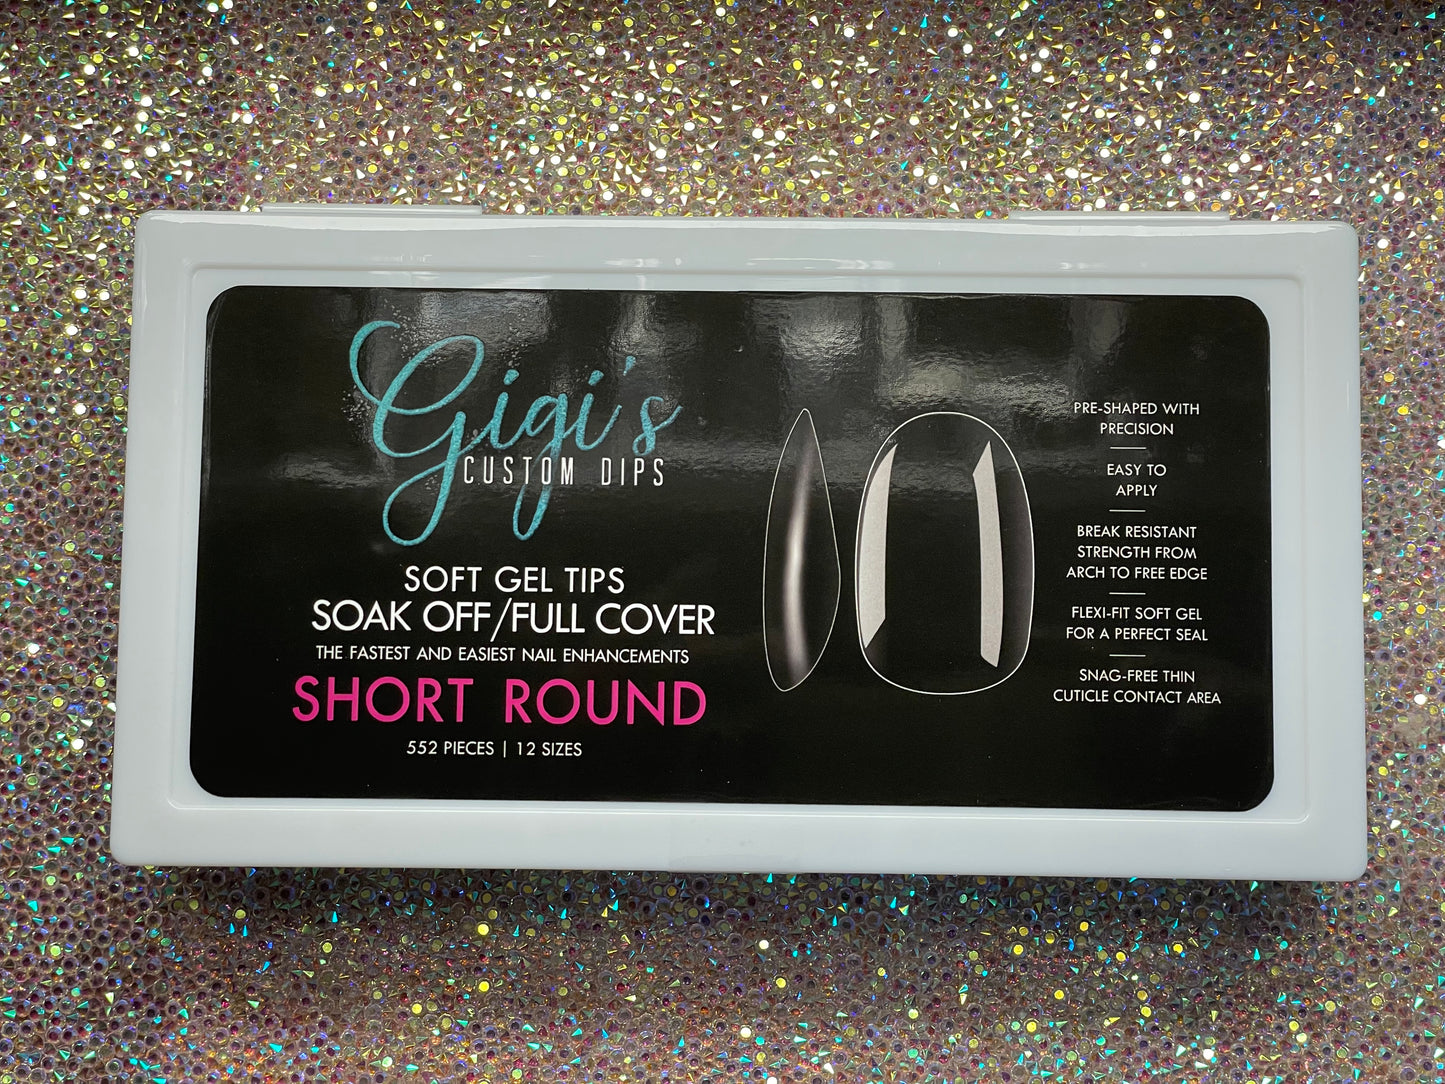 Gigi's
CUSTOM DIPS
SOFT GEL TIPS
SOAK OFF/FULL COVER
THE FASTEST AND EASIEST NAIL ENHANCEMENTS
SHORT ROUND
552 PIECES | 12 SIZES
PRE-SHAPED WITH
PRECISION
EASY TO
APPLY
BREAK RESISTANT
STRENGTH FROM
ARCH TO FREE EDGE
FLEXI-FIT SOFT GEL
FOR A PERFECT SEAL
SNAG-FREE THIN
CUTICLE CONTACT AREA